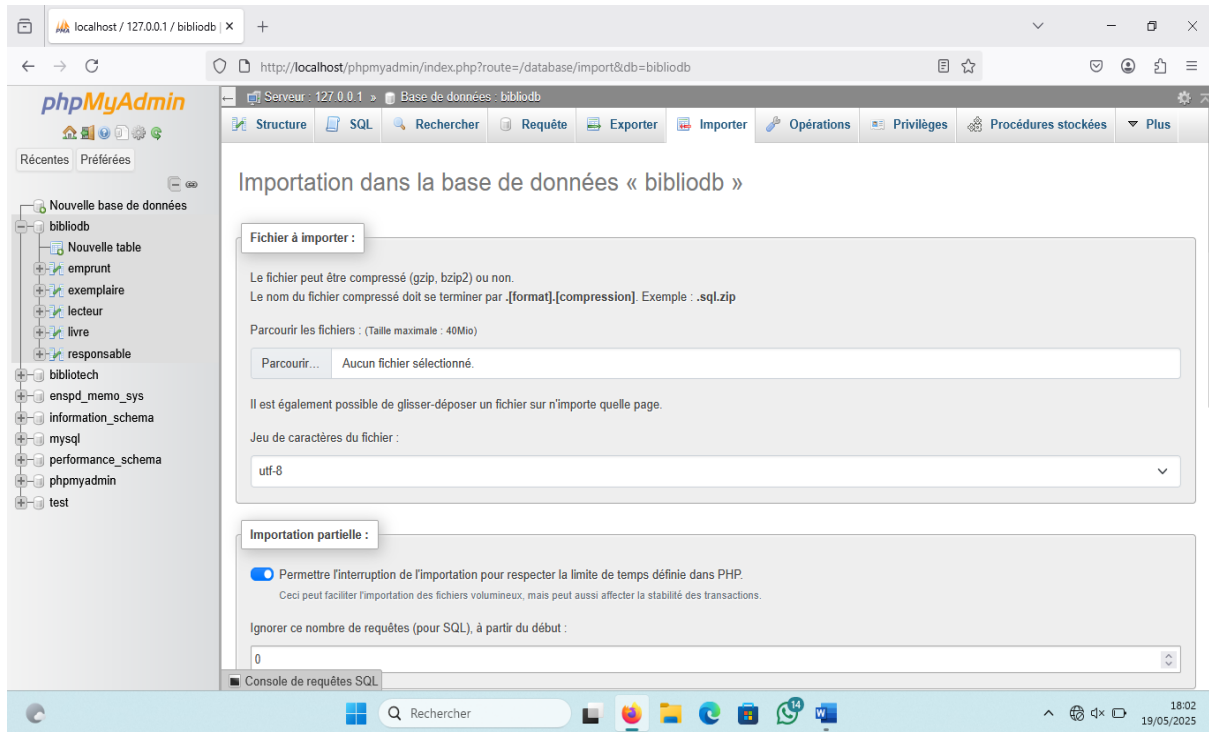 localhost / 127.0.0.1 / bibliodb |
http://localhost/phpmyadmin/index.php?route=/database/import&db=bibliodb
phpMyAdmin
Récentes Préférées
Nouvelle base de données
bibliodb
Nouvelle table
emprunt
exemplaire
lecteur
livre
responsable
bibliotech
enspd_memo_sys
information_schema
mysql
performance_schema
phpmyadmin
test
Serveur : 127.0.0.1 » Base de données : bibliodb
Structure SQL Rechercher Requête Exporter Importer Opérations Privilèges Procédures stockées Plus
Importation dans la base de données « bibliodb »
Fichier à importer :
Le fichier peut être compressé (gzip, bzip2) ou non.
Le nom du fichier compressé doit se terminer par .[format].[compression]. Exemple : .sql.zip
Parcourir les fichiers : (Taille maximale : 40Mio)
Parcourir... Aucun fichier sélectionné.
Il est également possible de glisser-déposer un fichier sur n'importe quelle page.
Jeu de caractères du fichier :
utf-8
Importation partielle :
Permettre l'interruption de l'importation pour respecter la limite de temps définie dans PHP.
Ceci peut faciliter l'importation des fichiers volumineux, mais peut aussi affecter la stabilité des transactions.
Ignorer ce nombre de requêtes (pour SQL), à partir du début :
0
Console de requêtes SQL
Rechercher
14
18:02
19/05/2025